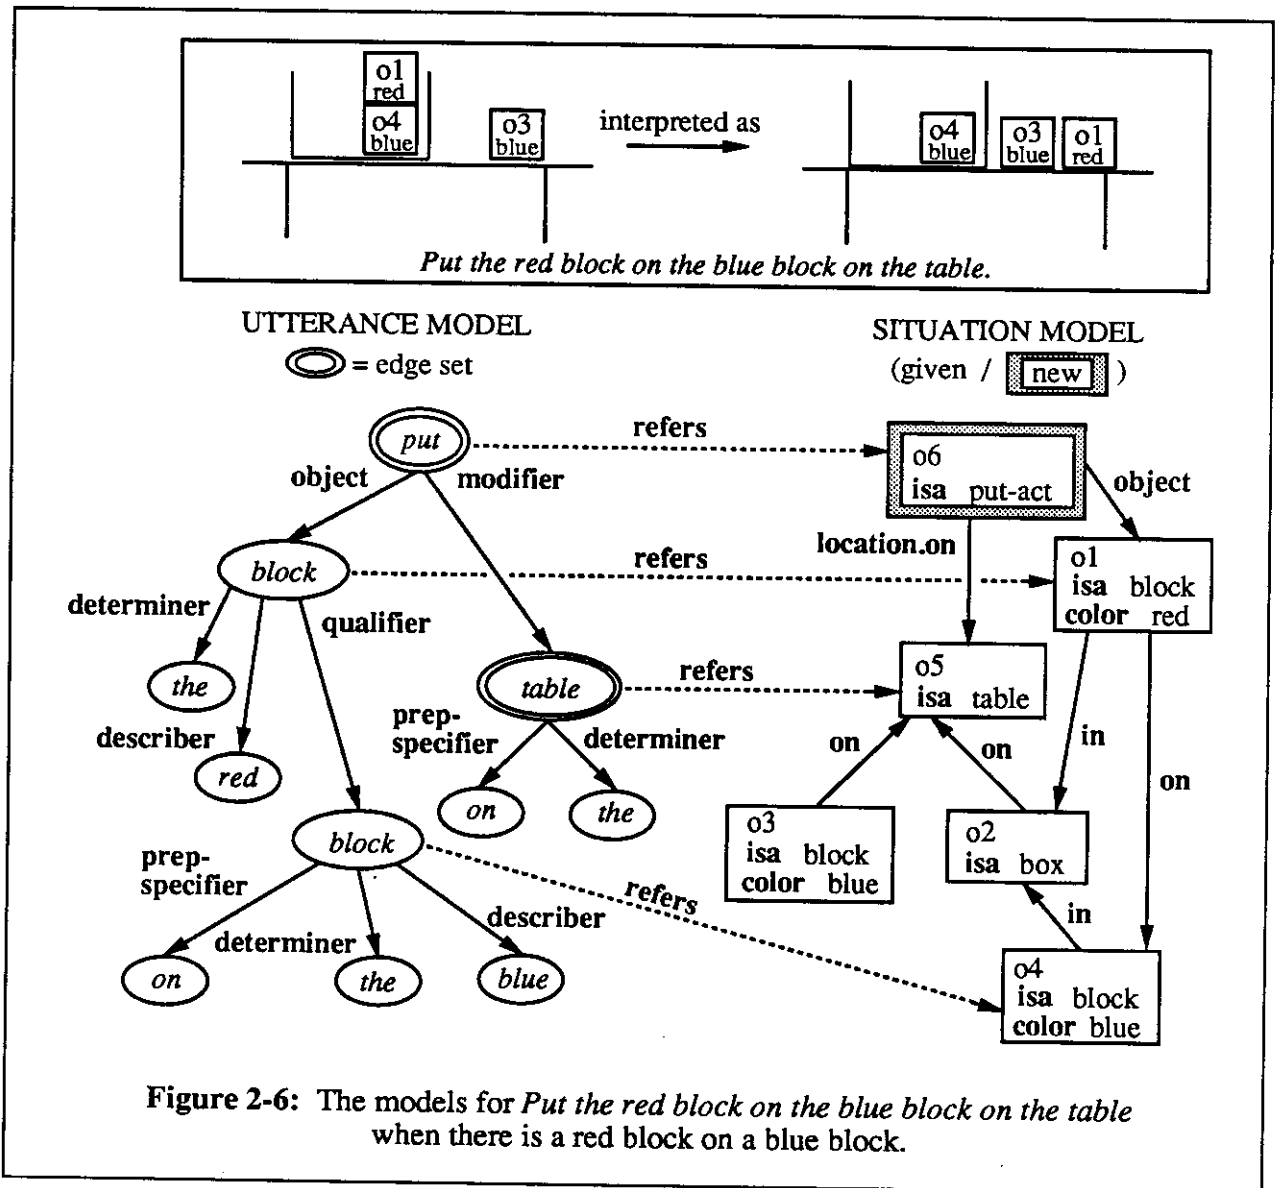 o1
red
o4
blue
o3
blue
interpreted as
o4
blue
o3
blue
o1
red
Put the red block on the blue block on the table.
UTTERANCE MODEL
= edge set
SITUATION MODEL
(given / new )
put
refers
o6
isa put-act
object
modifier
object
location.on
block
refers
o1
isa block
color red
determiner
qualifier
the
table
refers
o5
isa table
describer
red
prep-
specifier
determiner
on
the
on
on
in
on
block
o3
isa block
color blue
o2
isa box
prep-
specifier
determiner
describer
refers
in
on
the
blue
o4
isa block
color blue
Figure 2-6: The models for Put the red block on the blue block on the table
when there is a red block on a blue block.